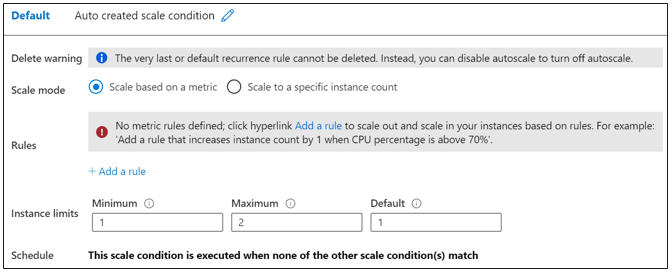 Default Auto created scale condition
Delete warning The very last or default recurrence rule cannot be deleted. Instead, you can disable autoscale to turn off autoscale.
Scale mode Scale based on a metric Scale to a specific instance count
Rules
No metric rules defined; click hyperlink Add a rule to scale out and scale in your instances based on rules. For example:
'Add a rule that increases instance count by 1 when CPU percentage is above 70%'.
+ Add a rule
Instance limits
Minimum Maximum Default
1 2 1
Schedule This scale condition is executed when none of the other scale condition(s) match